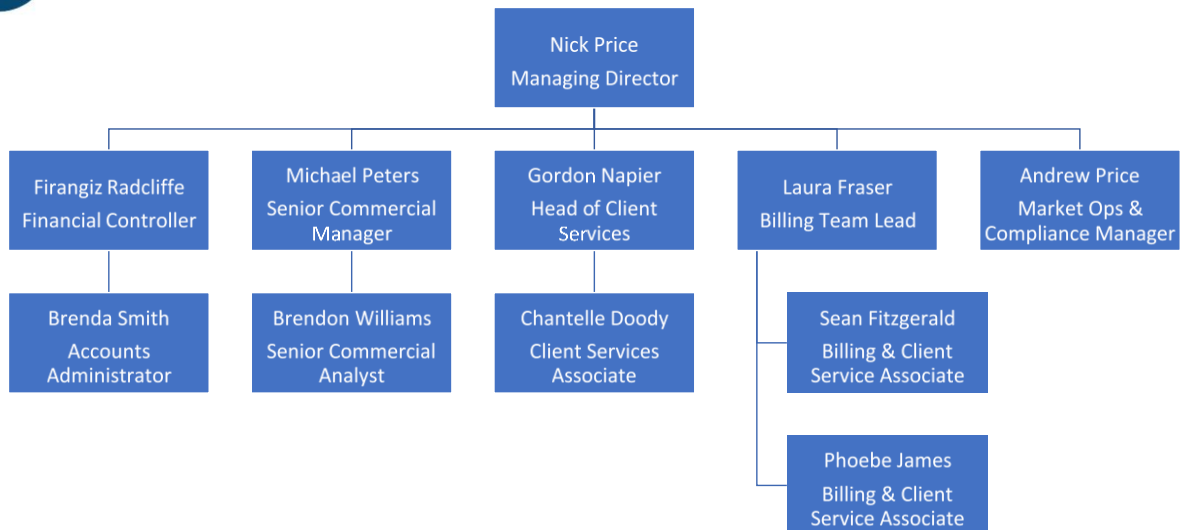 Nick Price
Managing Director
Firangiz Radcliffe
Financial Controller
Michael Peters
Senior Commercial
Manager
Gordon Napier
Head of Client
Services
Laura Fraser
Billing Team Lead
Andrew Price
Market Ops &
Compliance Manager
Brenda Smith
Accounts
Administrator
Brendon Williams
Senior Commercial
Analyst
Chantelle Doody
Client Services
Associate
Sean Fitzgerald
Billing & Client
Service Associate
Phoebe James
Billing & Client
Service Associate